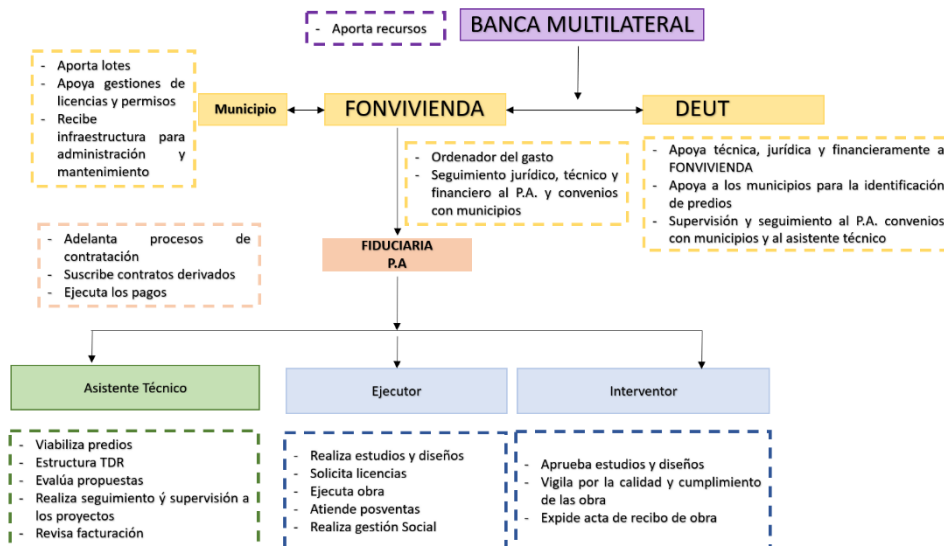 BANCA MULTILATERAL
- Aporta recursos
- Aporta lotes
- Apoya gestiones de
licencias y permisos
- Recibe
infraestructura para
administración y
mantenimiento
Municipio
FONVIVIENDA
DEUT
- Ordenador del gasto
- Seguimiento jurídico, técnico y
financiero al P.A. y convenios
con municipios
- Apoya técnica, jurídica y financieramente a
FONVIVIENDA
- Apoya a los municipios para la identificación
de predios
- Supervisión y seguimiento al P.A. convenios
con municipios y al asistente técnico
- Adelanta procesos de
contratación
- Suscribe contratos derivados
- Ejecuta los pagos
FIDUCIARIA
P.A
Asistente Técnico
Ejecutor
Interventor
- Viabiliza predios
- Estructura TDR
- Evalúa propuestas
- Realiza seguimiento ý supervisión a
los proyectos
- Revisa facturación
- Realiza estudios y diseños
- Solicita licencias
- Ejecuta obra
- Atiende posventas
- Realiza gestión Social
- Aprueba estudios y diseños
- Vigila por la calidad y cumplimiento
de las obra
- Expide acta de recibo de obra